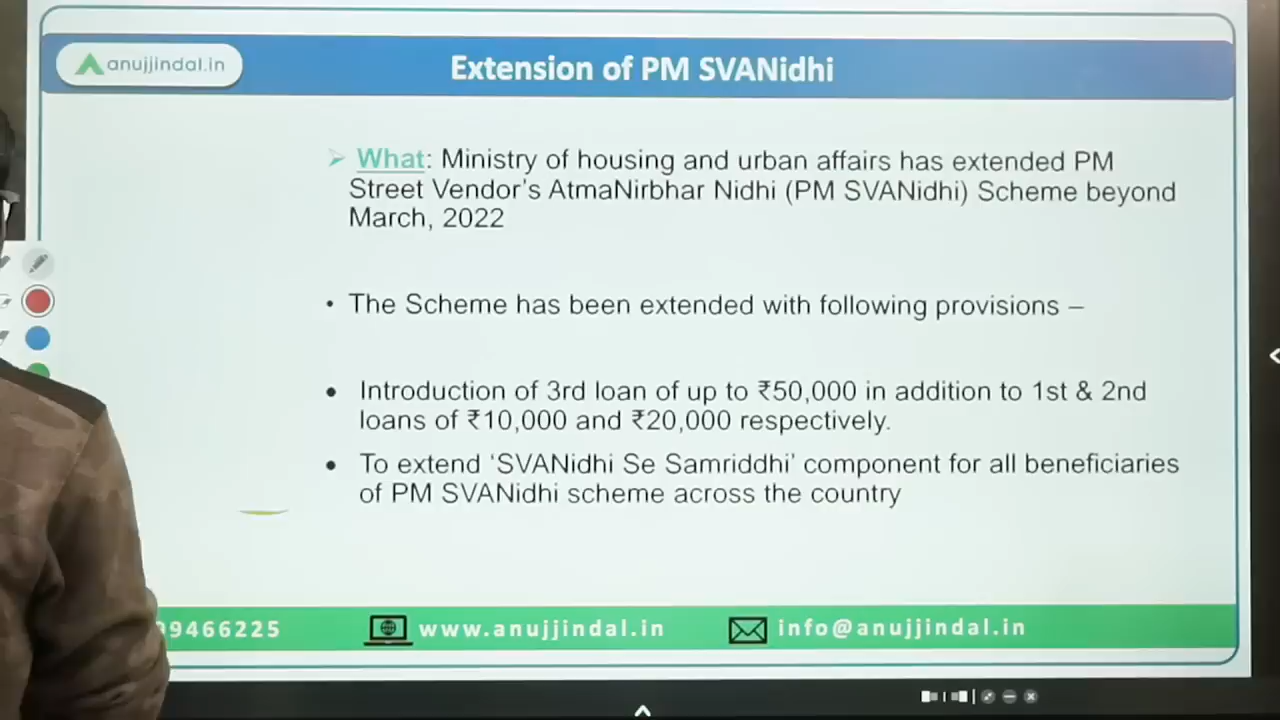 anujjindal.in
Extension of PM SVANidhi
➢ What: Ministry of housing and urban affairs has extended PM
Street Vendor's AtmaNirbhar Nidhi (PM SVANidhi) Scheme beyond
March, 2022
• The Scheme has been extended with following provisions –
• Introduction of 3rd loan of up to ₹50,000 in addition to 1st & 2nd
loans of ₹10,000 and ₹20,000 respectively.
• To extend ‘SVANidhi Se Samriddhi’ component for all beneficiaries
of PM SVANidhi scheme across the country
9466225 www.anujjindal.in info@anujjindal.in